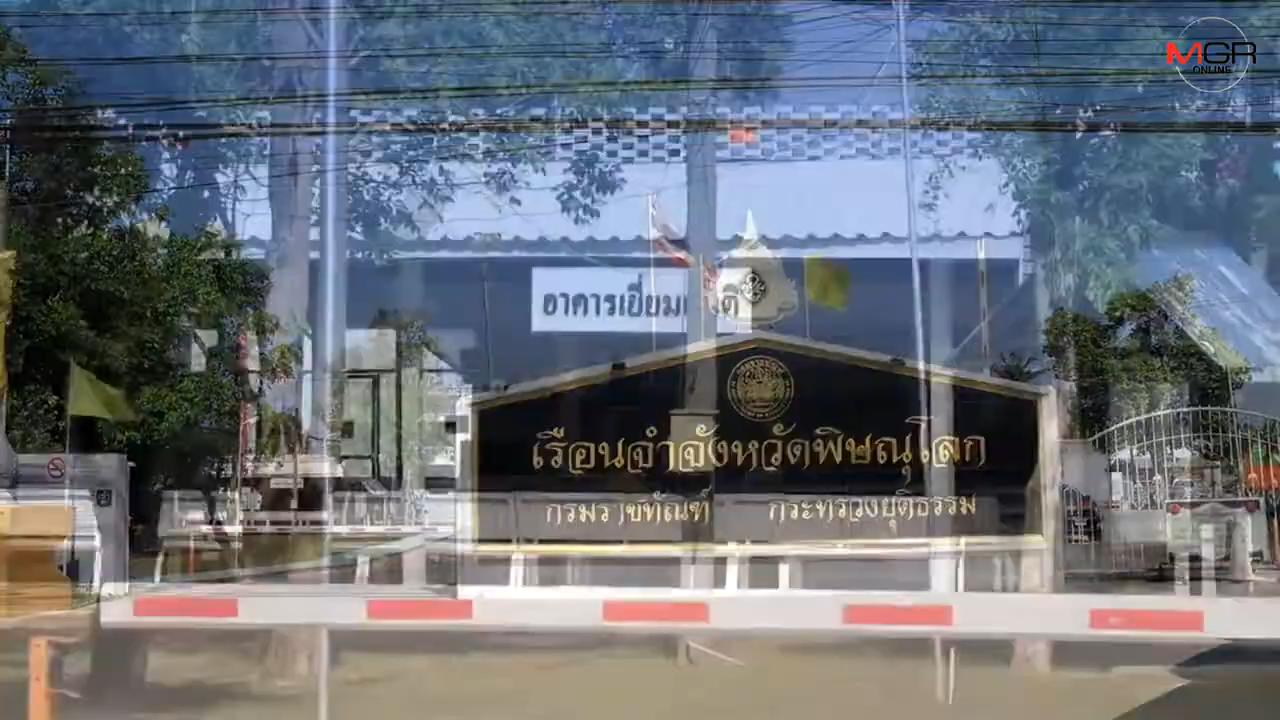 MGR
ONLINE
อาคารเยี่ยมญาติ
เรือนจำจังหวัดพิษณุโลก
กรมราชทัณฑ์ กระทรวงยุติธรรม